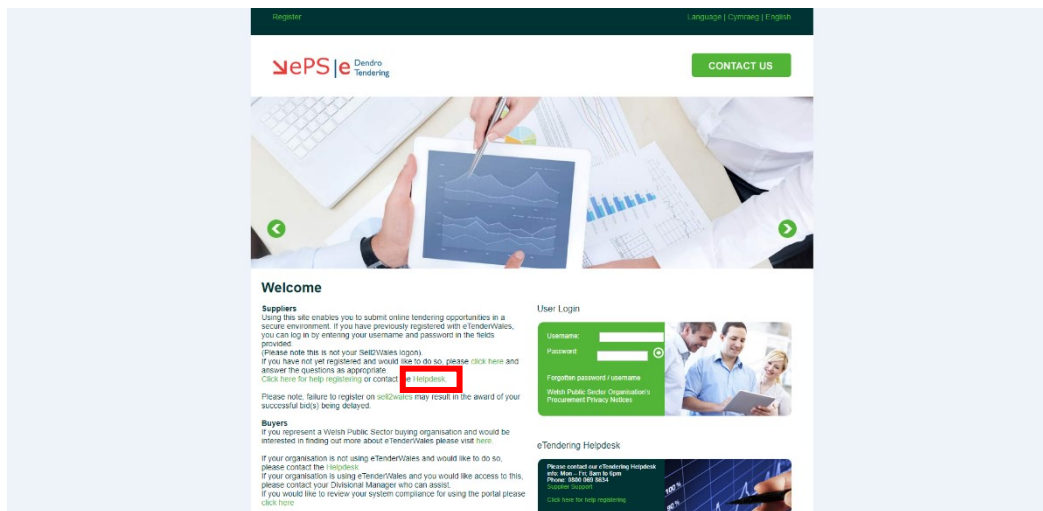 Register
Language | Cymraeg | English
ePS | e Dendro
Tendering
CONTACT US
Welcome
Suppliers
Using this site enables you to submit online tendering opportunities in a
secure environment. If you have previously registered with eTenderWales,
you can log in by entering your username and password in the fields
provided.
(Please note this is not your Sell2Wales logon).
If you have not yet registered and would like to do so, please click here and
answer the questions as appropriate.
Click here for help registering or contact the Helpdesk.
Please note, failure to register on sell2wales may result in the award of your
successful bid(s) being delayed.
Buyers
If you represent a Welsh Public Sector buying organisation and would be
interested in finding out more about eTenderWales please visit here.
If your organisation is not using eTenderWales and would like to do so,
please contact the Helpdesk
If your organisation is using eTenderWales and you would like access to this,
please contact your Divisional Manager who can assist.
If you would like to review your system compliance for using the portal please
click here
User Login
Username:
Password:
Forgotten password / username
Welsh Public Sector Organisation's
Procurement Privacy Notices
eTendering Helpdesk
Please contact our eTendering Helpdesk
info: Mon – Fri; 8am to 6pm
Phone: 0800 069 8634
Supplier Support
Click here for help registering
100 %
90 %